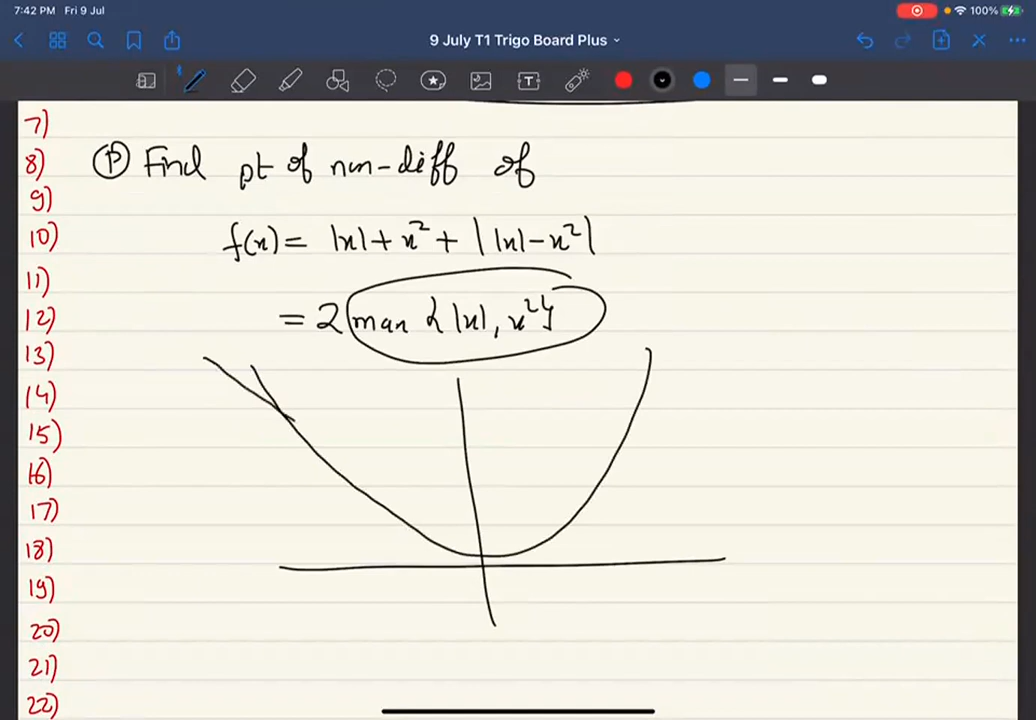 7:42 PM Fri 9 Jul
100%
9 July T1 Trigo Board Plus
T
7)
8) P Find pt of non-diff of
9)
10) f(x) = |x| + x² + | |x| - x² |
11)
12) = 2 (max { |x| , x² }
13)
14)
15)
16)
17)
18)
19)
20)
21)
22)